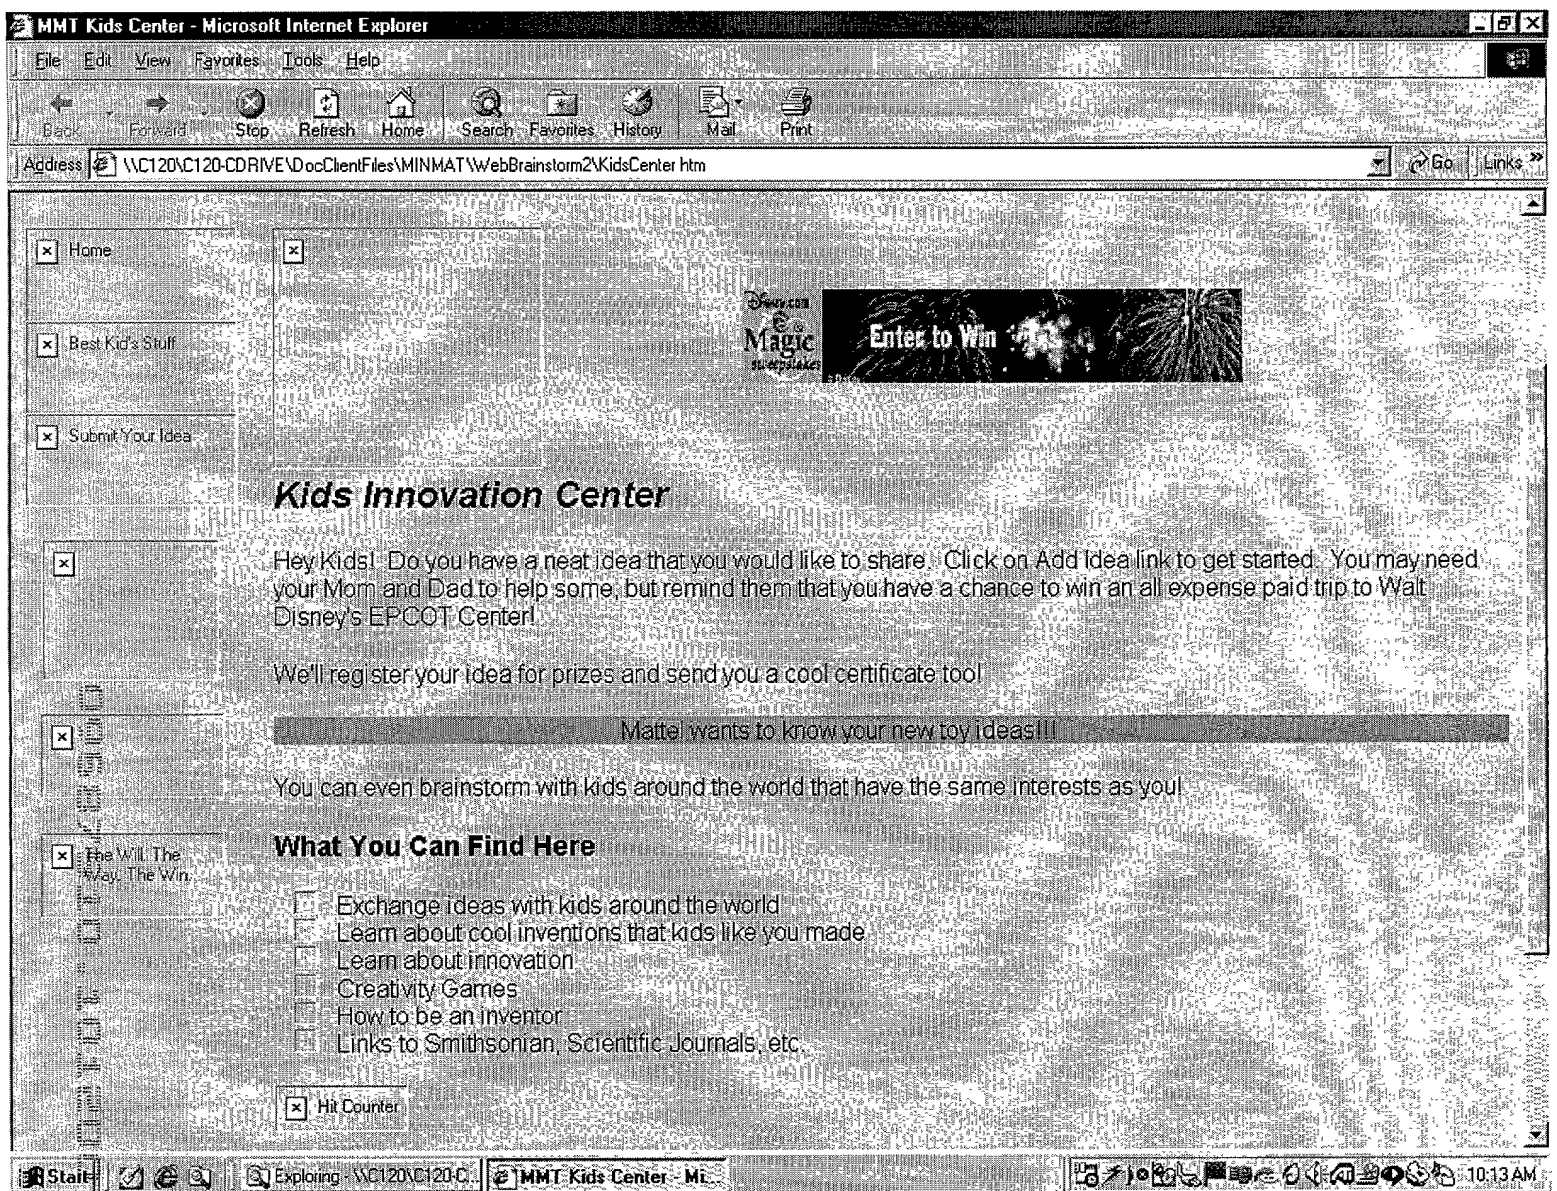 MMT Kids Center - Microsoft Internet Explorer
File Edit View Favorites Tools Help
Back Forward Stop Refresh Home Search Favorites History Mail Print
Address \\C120\C120-CDRIVE\DocClientFiles\MINMAT\WebBrainstorm2\KidsCenter htm Go Links »
Home
Best Kid's Stuff
Submit Your Idea
Disney.com
e
Magic
sweepstakes
Enter to Win
Kids Innovation Center
Hey Kids! Do you have a neat idea that you would like to share. Click on Add Idea link to get started. You may need
your Mom and Dad to help some, but remind them that you have a chance to win an all expense paid trip to Walt
Disney's EPCOT Center!
We'll register your idea for prizes and send you a cool certificate too!
Mattel wants to know your new toy ideas!!!
You can even brainstorm with kids around the world that have the same interests as you!
The Will. The
Way. The Win.
What You Can Find Here
Exchange ideas with kids around the world
Learn about cool inventions that kids like you made
Learn about innovation
Creativity Games
How to be an inventor
Links to Smithsonian, Scientific Journals, etc.
Hit Counter
Start Exploring - \\C120\C120-C... MMT Kids Center - Mi... 10:13 AM